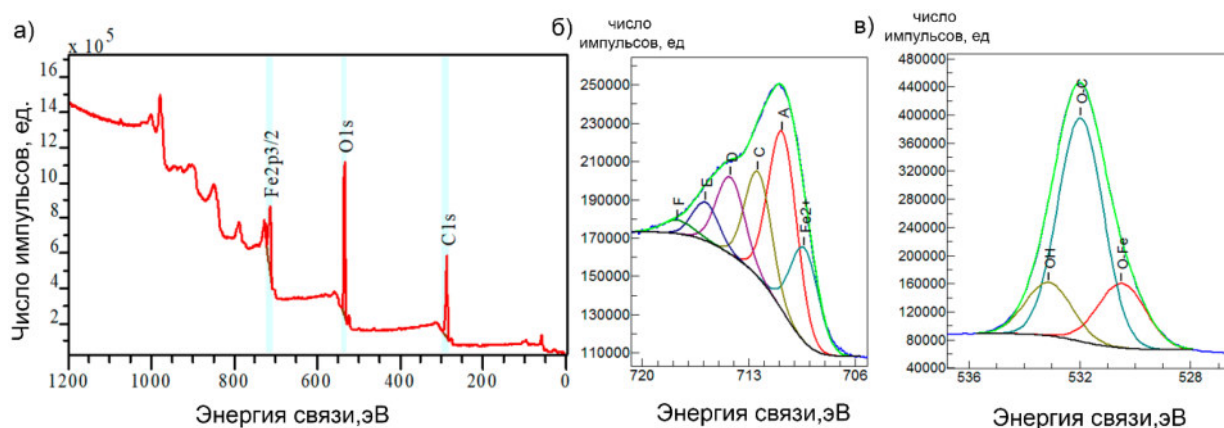 а)
x 10⁵
16
14
12
10
8
6
4
2
Число импульсов, ед.
Fe2p3/2
O1s
C1s
1200 1000 800 600 400 200 0
Энергия связи,эВ
б)
число
импульсов, ед
250000
230000
210000
190000
170000
150000
130000
110000
F
E
D
C
A
Fe2+
720 713 706
Энергия связи,эВ
в)
число
импульсов, ед
480000
440000
400000
360000
320000
280000
240000
200000
160000
120000
80000
40000
OH
O-C
O-Fe
536 532 528
Энергия связи,эВ